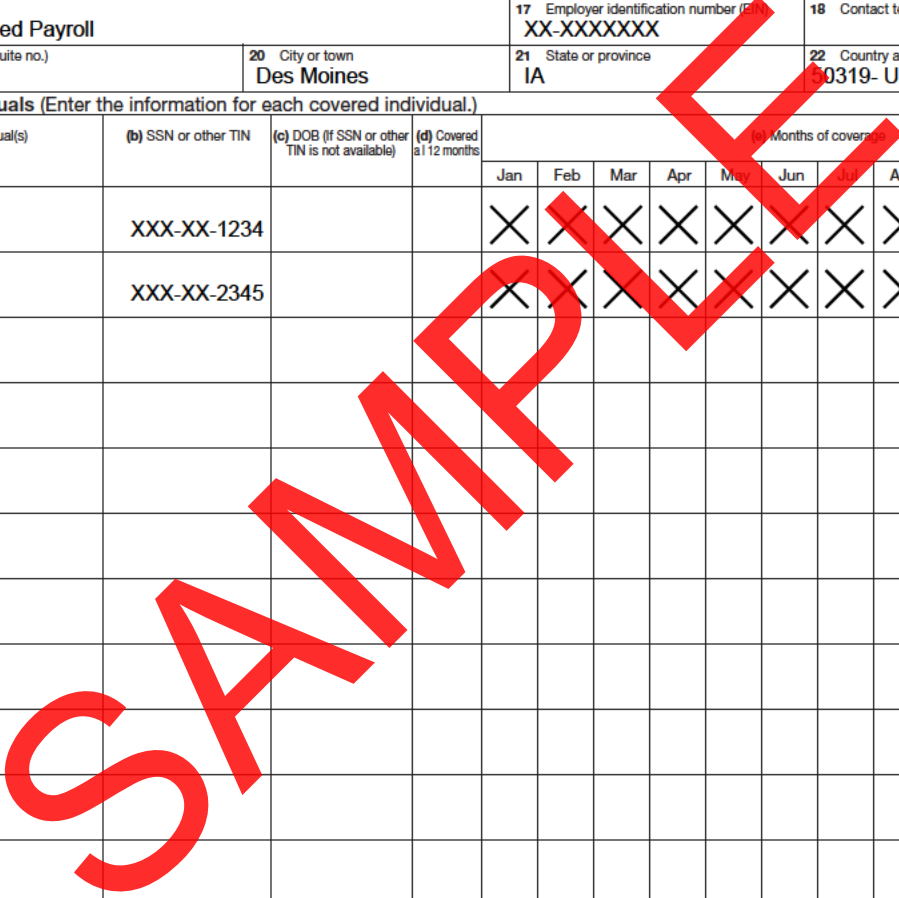 17 Employer identification number (EIN)
18 Contact te
ed Payroll
XX-XXXXXXX
uite no.)
20 City or town
21 State or province
22 Country a
Des Moines
IA
50319- U
uals (Enter the information for each covered individual.)
ual(s)
(b) SSN or other TIN
(c) DOB (If SSN or other
TIN is not available)
(d) Covered
all 12 months
(e) Months of coverage
Jan Feb Mar Apr May Jun Jul A
XXX-XX-1234
XXX-XX-2345
SAMPLE